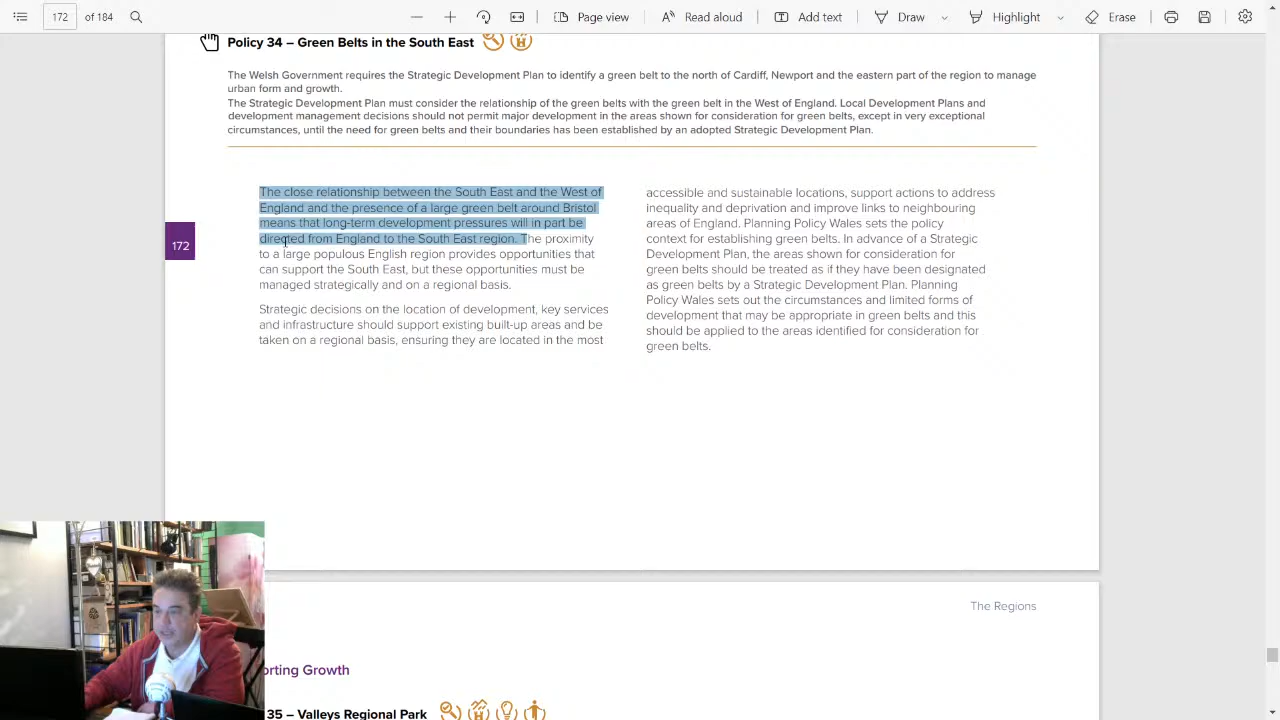 172 of 184 Page view Read aloud Add text Draw Highlight Erase
Policy 34 – Green Belts in the South East
The Welsh Government requires the Strategic Development Plan to identify a green belt to the north of Cardiff, Newport and the eastern part of the region to manage
urban form and growth.
The Strategic Development Plan must consider the relationship of the green belts with the green belt in the West of England. Local Development Plans and
development management decisions should not permit major development in the areas shown for consideration for green belts, except in very exceptional
circumstances, until the need for green belts and their boundaries has been established by an adopted Strategic Development Plan.
172
The close relationship between the South East and the West of
England and the presence of a large green belt around Bristol
means that long-term development pressures will in part be
directed from England to the South East region. The proximity
to a large populous English region provides opportunities that
can support the South East, but these opportunities must be
managed strategically and on a regional basis.
Strategic decisions on the location of development, key services
and infrastructure should support existing built-up areas and be
taken on a regional basis, ensuring they are located in the most
accessible and sustainable locations, support actions to address
inequality and deprivation and improve links to neighbouring
areas of England. Planning Policy Wales sets the policy
context for establishing green belts. In advance of a Strategic
Development Plan, the areas shown for consideration for
green belts should be treated as if they have been designated
as green belts by a Strategic Development Plan. Planning
Policy Wales sets out the circumstances and limited forms of
development that may be appropriate in green belts and this
should be applied to the areas identified for consideration for
green belts.
The Regions
orting Growth
35 – Valleys Regional Park